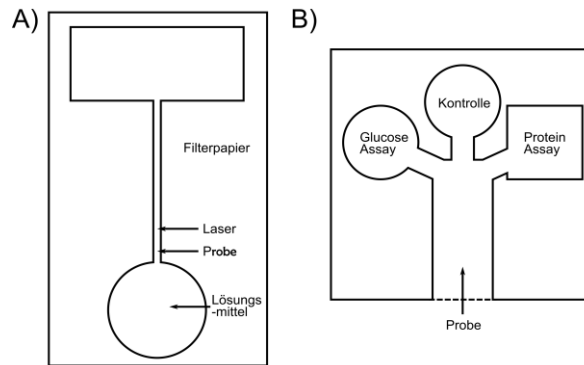 A)
Filterpapier
Laser
Probe
Lösungs
-mittel
B)
Kontrolle
Glucose
Assay
Protein
Assay
Probe